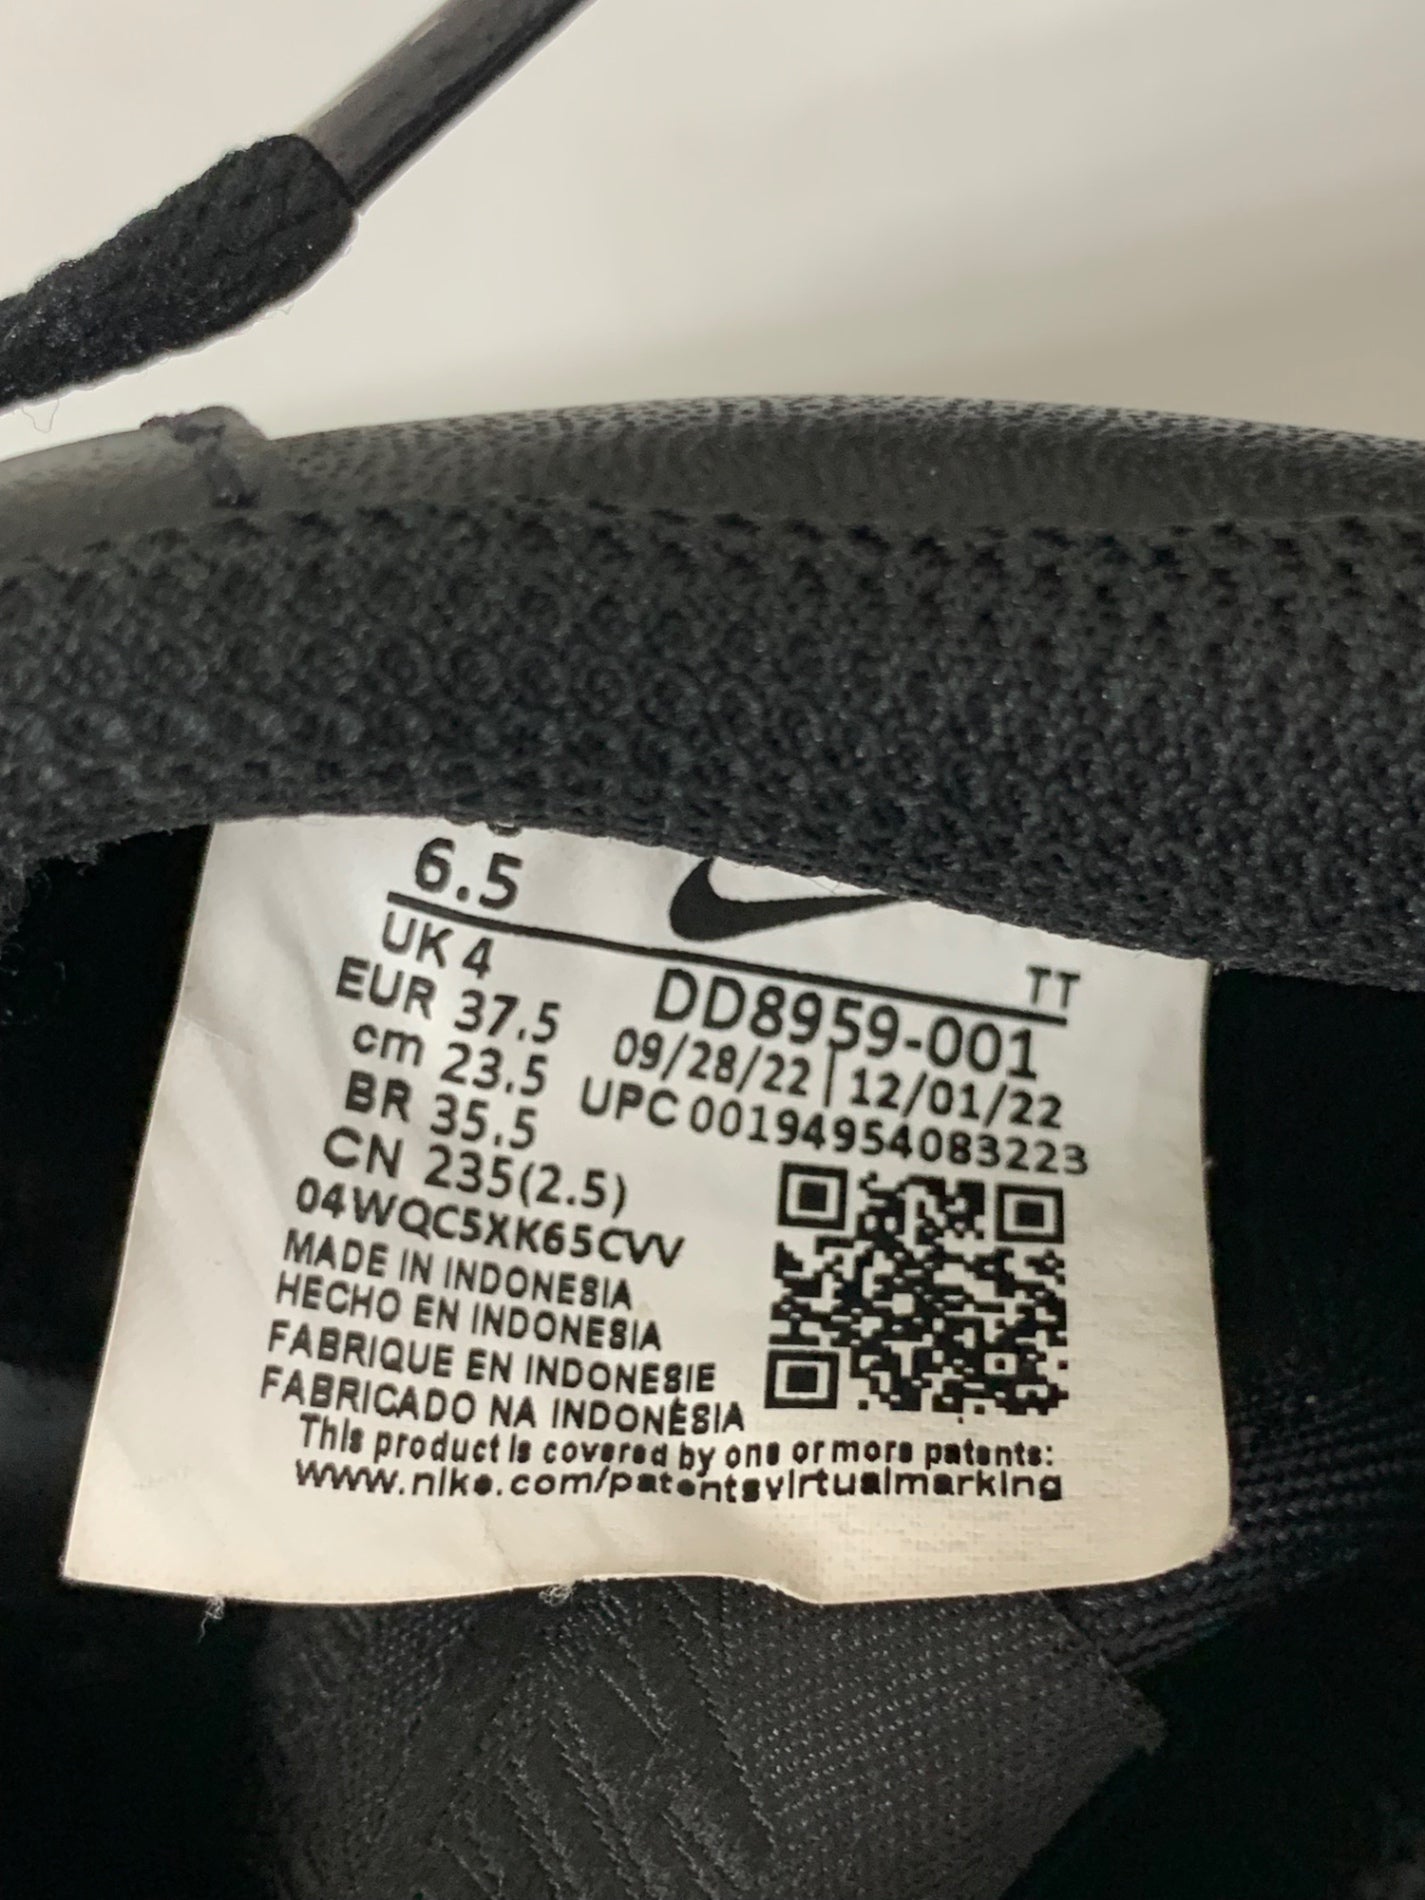 6.5
UK 4
EUR 37.5
cm 23.5
BR 35.5
CN 235(2.5)
04WQC5XK65CVV
TT
DD8959-001
09/28/22 | 12/01/22
UPC 00194954083223
MADE IN INDONESIA
HECHO EN INDONESIA
FABRIQUE EN INDONESIE
FABRICADO NA INDONÉSIA
This product is covered by one or more patents:
www.nike.com/patentsvirtualmarking